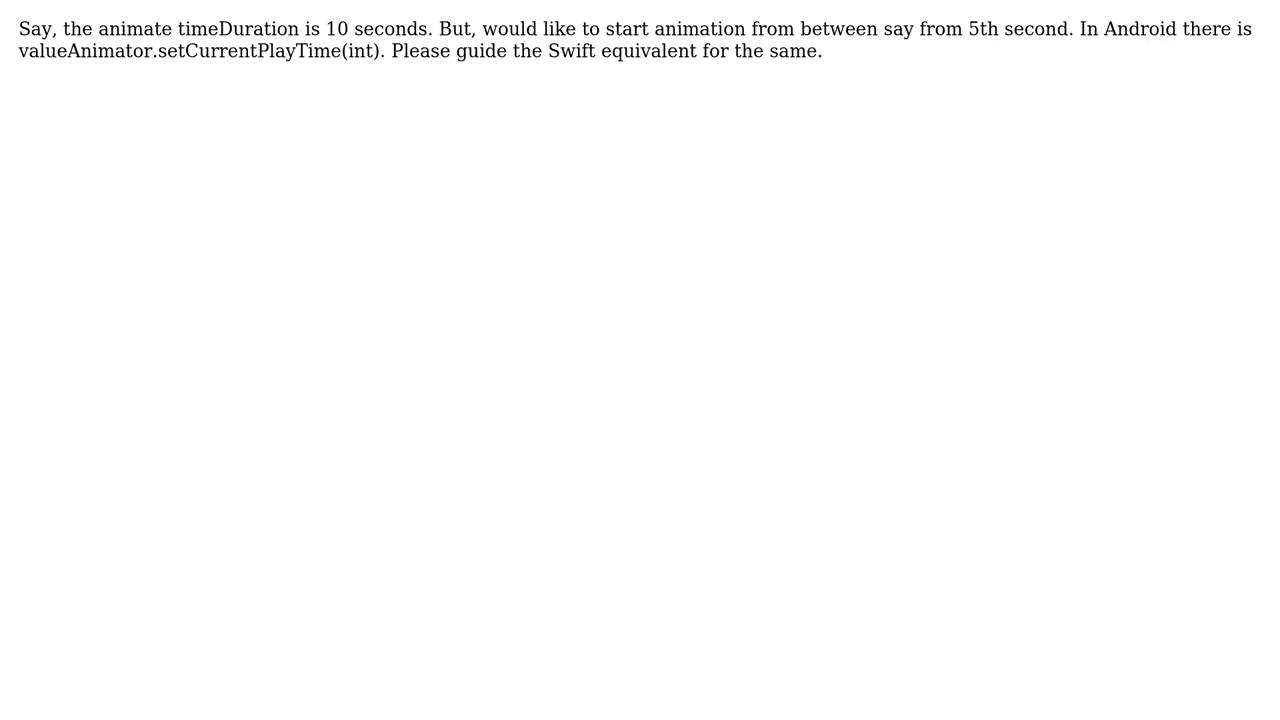 Say, the animate timeDuration is 10 seconds. But, would like to start animation from between say from 5th second. In Android there is
valueAnimator.setCurrentPlayTime(int). Please guide the Swift equivalent for the same.